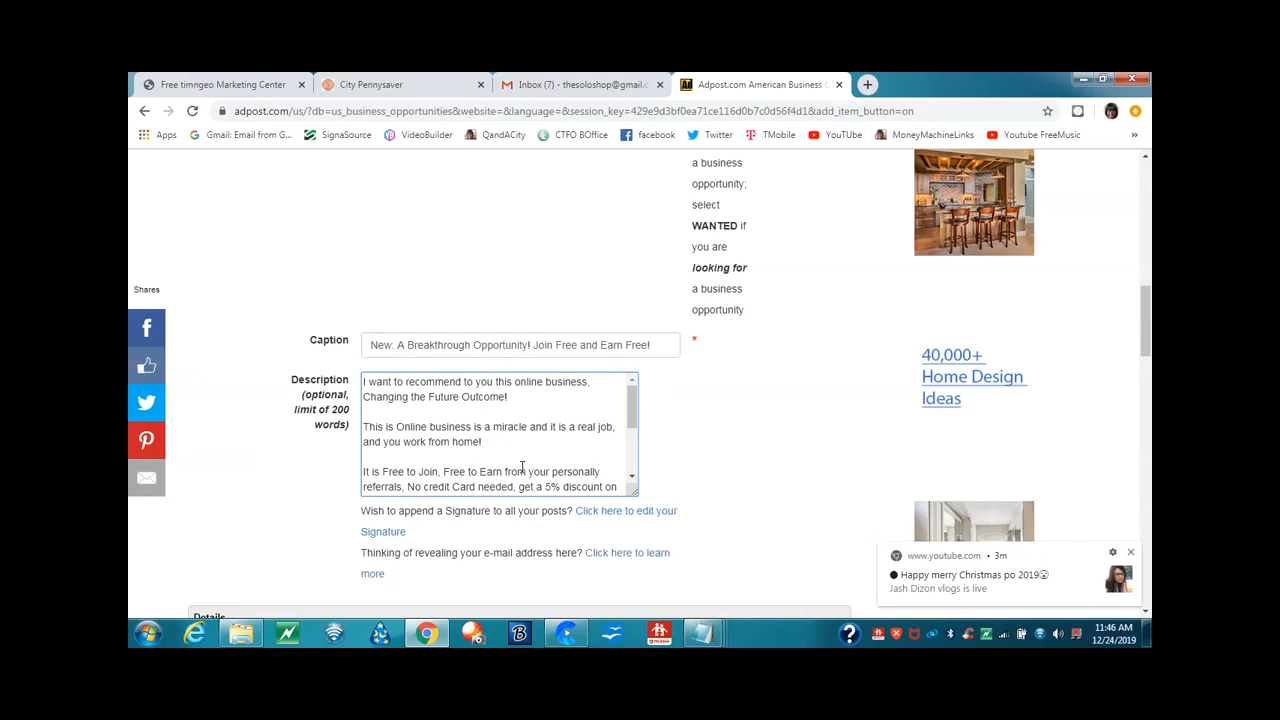 Free timngeo Marketing Center
City Pennysaver
Inbox (7) - thesoloshop@gmail.c
Adpost.com American Business
adpost.com/us/?db=us_business_opportunities&website=&language=&session_key=429e9d3bf0ea71ce116d0b7c0d56f4d1&add_item_button=on
Apps
Gmail: Email from G...
SignaSource
VideoBuilder
QandACity
CTFO BOffice
facebook
Twitter
TMobile
YouTUbe
MoneyMachineLinks
Youtube FreeMusic
»
a business
opportunity;
select
WANTED if
you are
looking for
a business
opportunity
Shares
Caption
New: A Breakthrough Opportunity! Join Free and Earn Free!
*
Description
(optional,
limit of 200
words)
I want to recommend to you this online business,
Changing the Future Outcome!
This is Online business is a miracle and it is a real job,
and you work from home!
It is Free to Join, Free to Earn from your personally
referrals, No credit Card needed, get a 5% discount on
Wish to append a Signature to all your posts? Click here to edit your
Signature
Thinking of revealing your e-mail address here? Click here to learn
more
Details
40,000+
Home Design
Ideas
www.youtube.com • 3m
Happy merry Christmas po 2019
Jash Dizon vlogs is live
11:46 AM
12/24/2019